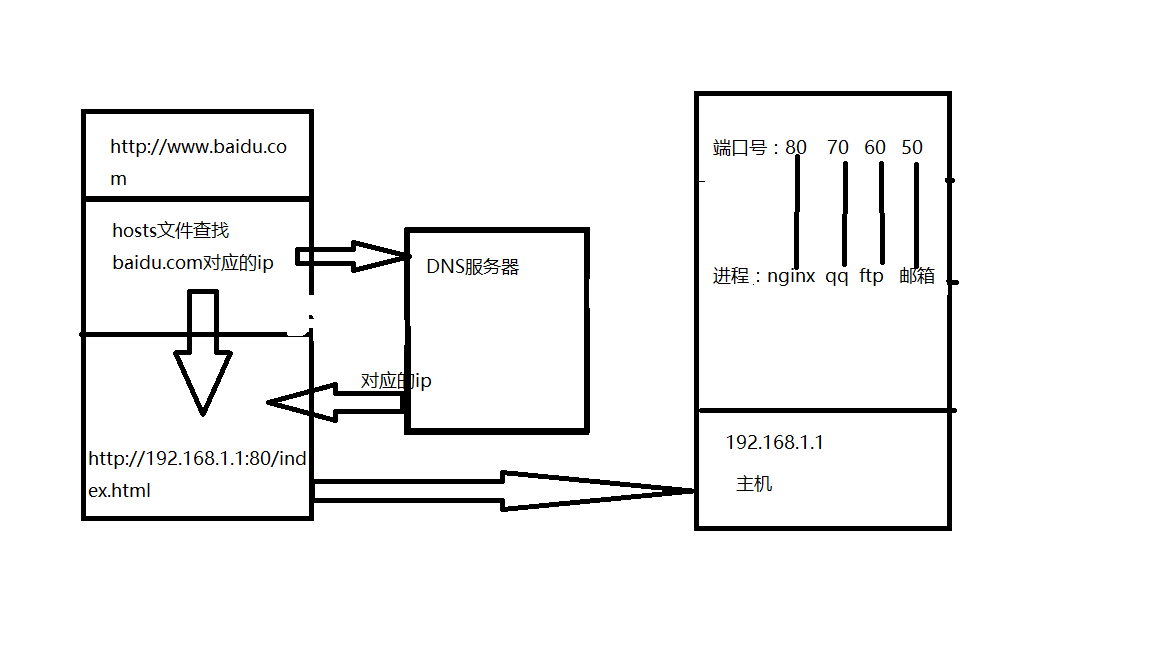 http://www.baidu.co
m
hosts文件查找
baidu.com对应的ip
http://192.168.1.1:80/ind
ex.html
DNS服务器
对应的ip
端口号：80 70 60 50
进程：nginx qq ftp 邮箱
192.168.1.1
主机